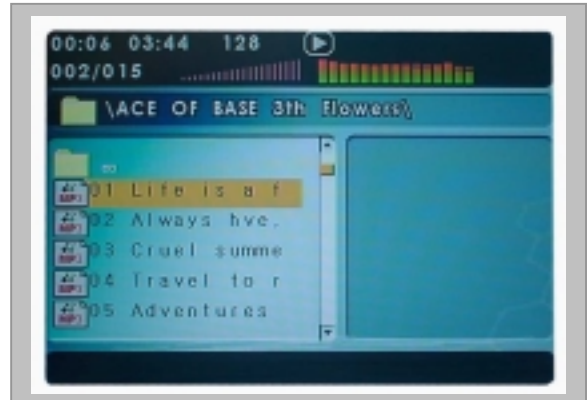 00:06 03:44 128
002/015
\ACE OF BASE 3th Flowers\
01 Life is a f
02 Always hve.
03 Cruel summe
04 Travel to r
05 Adventures